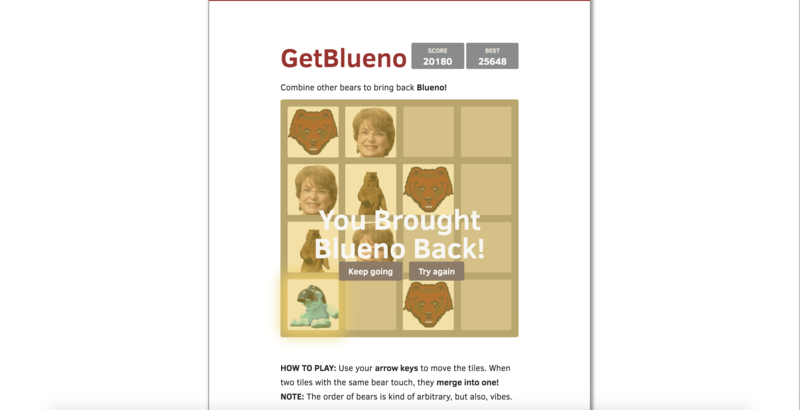 GetBlueno
SCORE
20180
BEST
25648
Combine other bears to bring back Blueno!
You Brought
Blueno Back!
Keep going
Try again
HOW TO PLAY: Use your arrow keys to move the tiles. When
two tiles with the same bear touch, they merge into one!
NOTE: The order of bears is kind of arbitrary, but also, vibes.